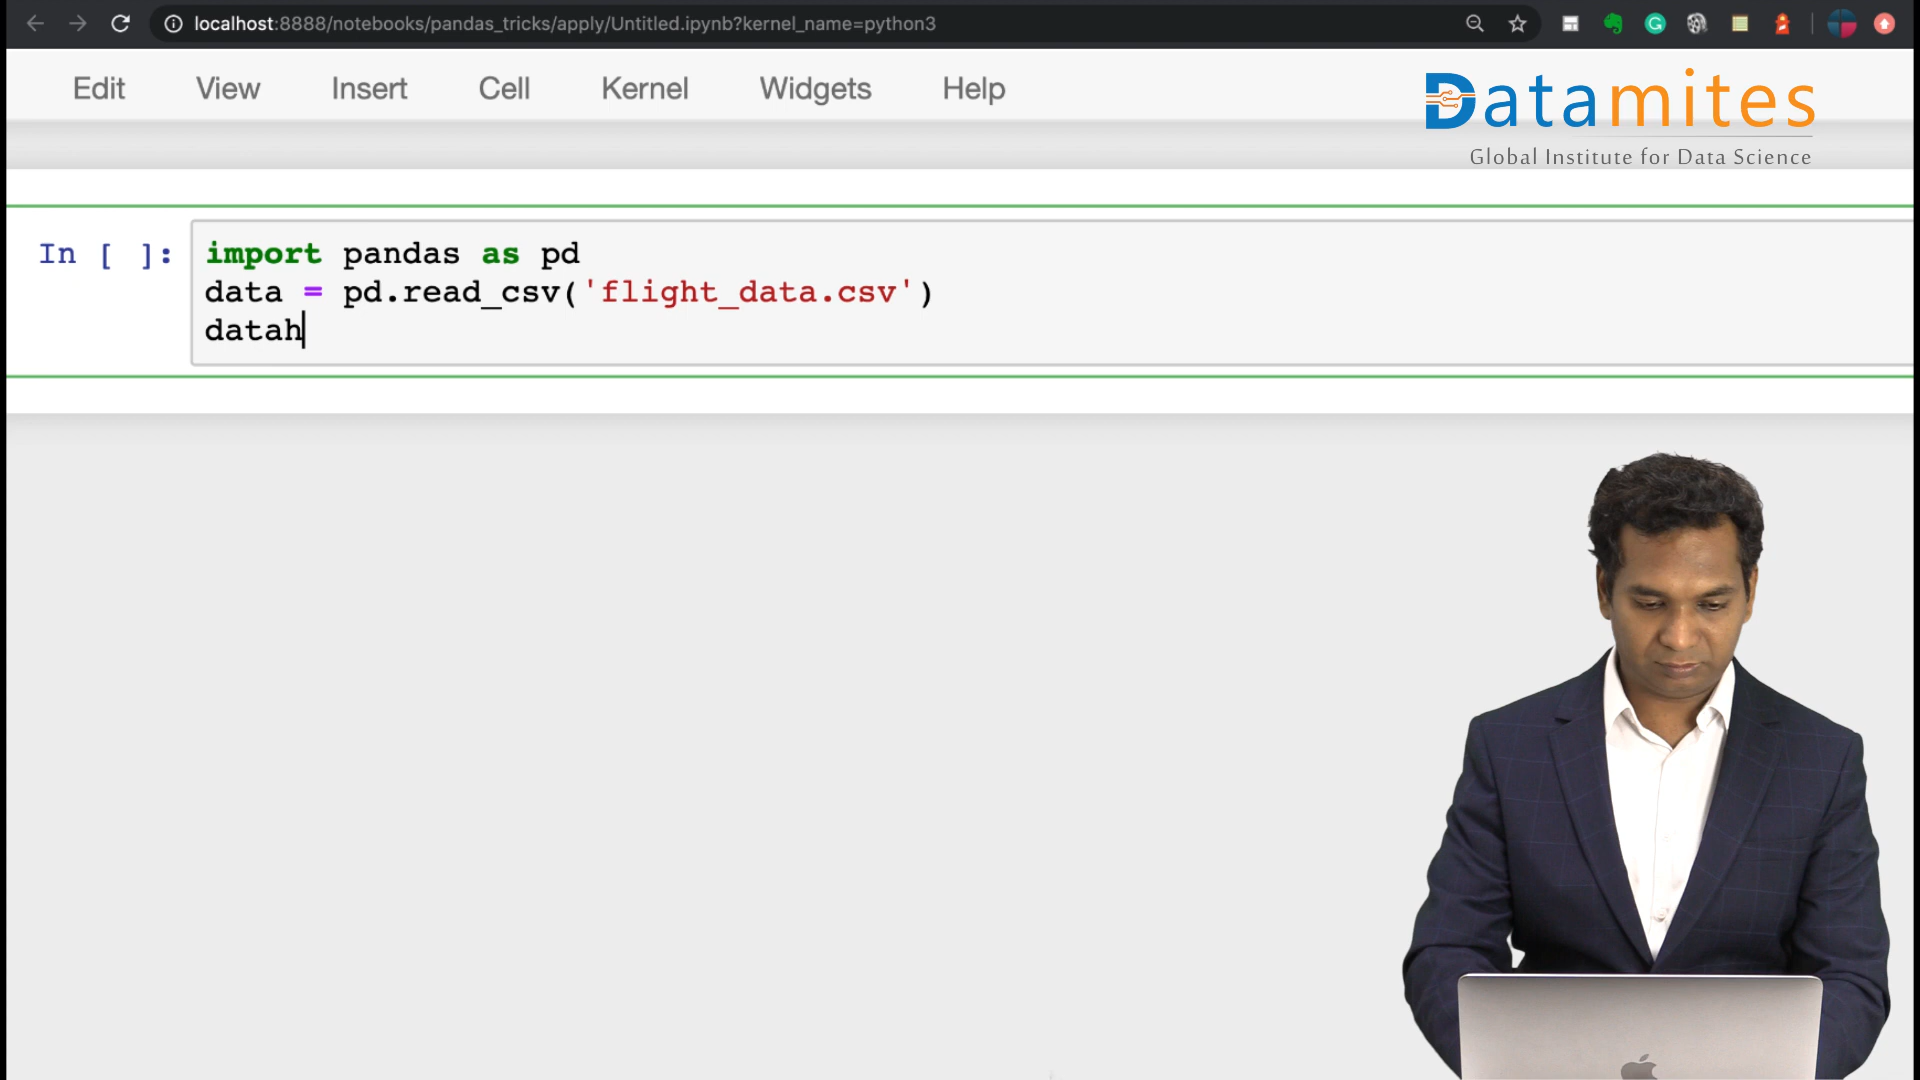 localhost:8888/notebooks/pandas_tricks/apply/Untitled.ipynb?kernel_name=python3
Edit View Insert Cell Kernel Widgets Help
Datamites
Global Institute for Data Science
In [ ]:
import pandas as pd
data = pd.read_csv('flight_data.csv')
datah